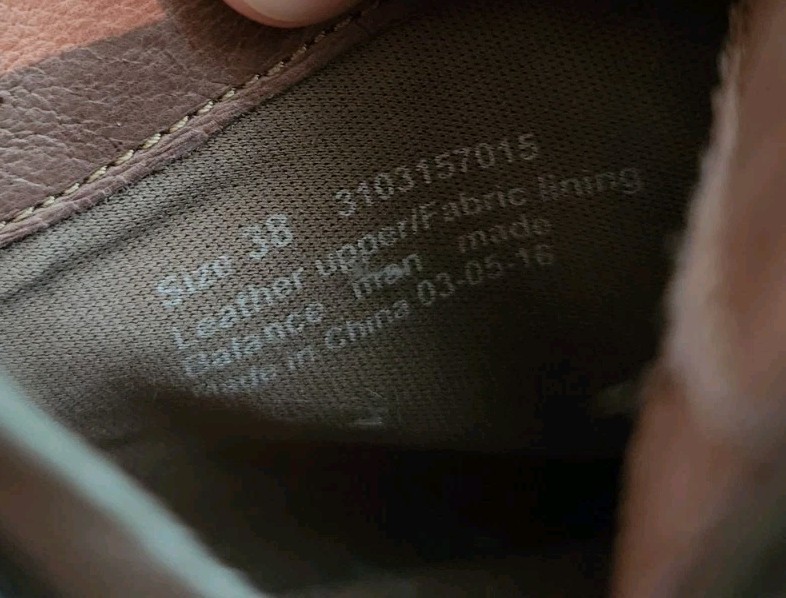 Size 38 3103157015
Leather upper/Fabric lining
Balance man made
Made in China 03-05-16